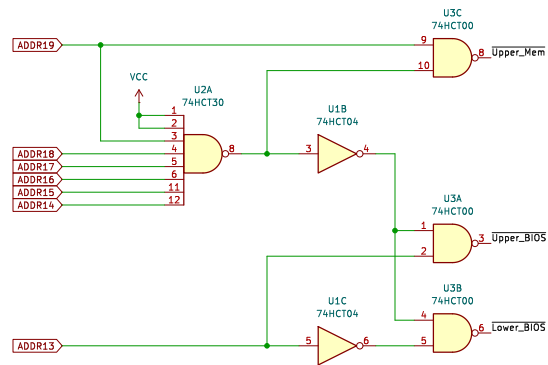 U3C
74HCT00
ADDR19
9
10
8
Upper_Mem
VCC
U2A
74HCT30
1
2
3
4
5
6
11
12
8
ADDR18
ADDR17
ADDR16
ADDR15
ADDR14
U1B
74HCT04
3
4
U3A
74HCT00
1
2
3
Upper_BIOS
U3B
74HCT00
4
5
6
Lower_BIOS
U1C
74HCT04
ADDR13
5
6